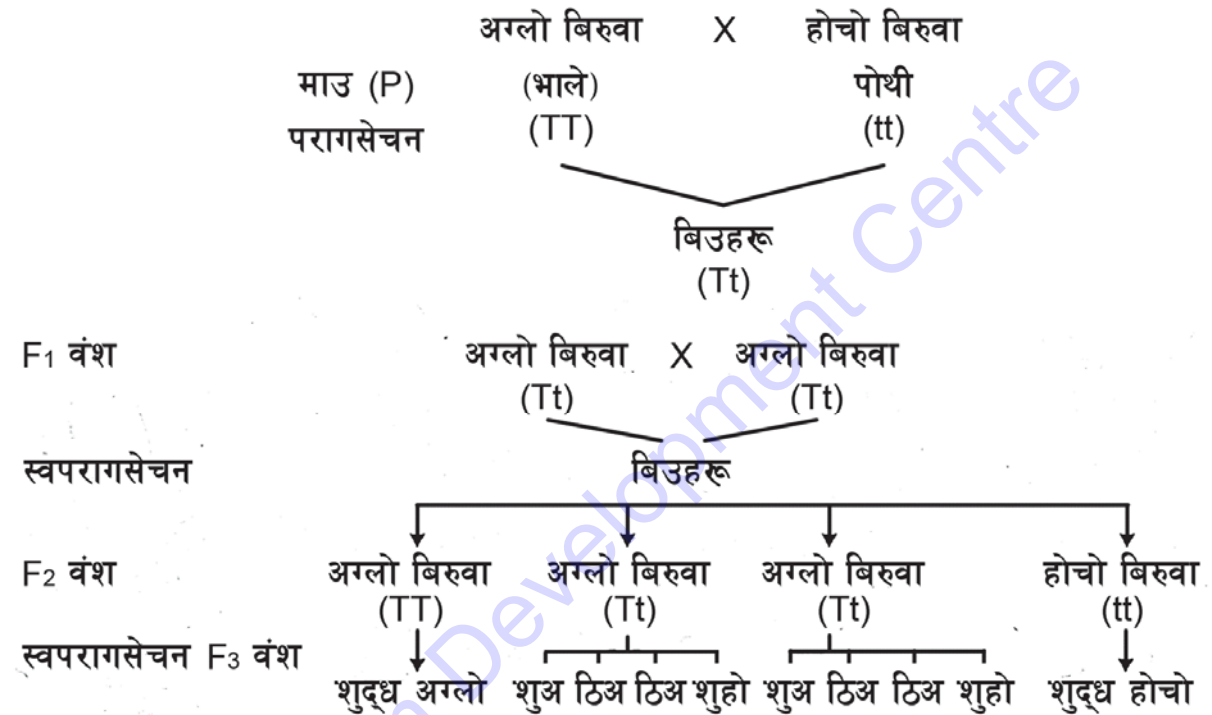 अग्लो बिरुवा X होचो बिरुवा
माउ (P) (भाले) पोथी
परागसेचन (TT) (tt)
बिउहरू
(Tt)
F1 वंश अग्लो बिरुवा X अग्लो बिरुवा
(Tt) (Tt)
स्वपरागसेचन बिउहरू
F2 वंश अग्लो बिरुवा अग्लो बिरुवा अग्लो बिरुवा होचो बिरुवा
(TT) (Tt) (Tt) (tt)
स्वपरागसेचन F3 वंश
शुद्ध अग्लो शुअ ठिअ ठिअ शुहो शुअ ठिअ ठिअ शुहो शुद्ध होचो
Development Centre